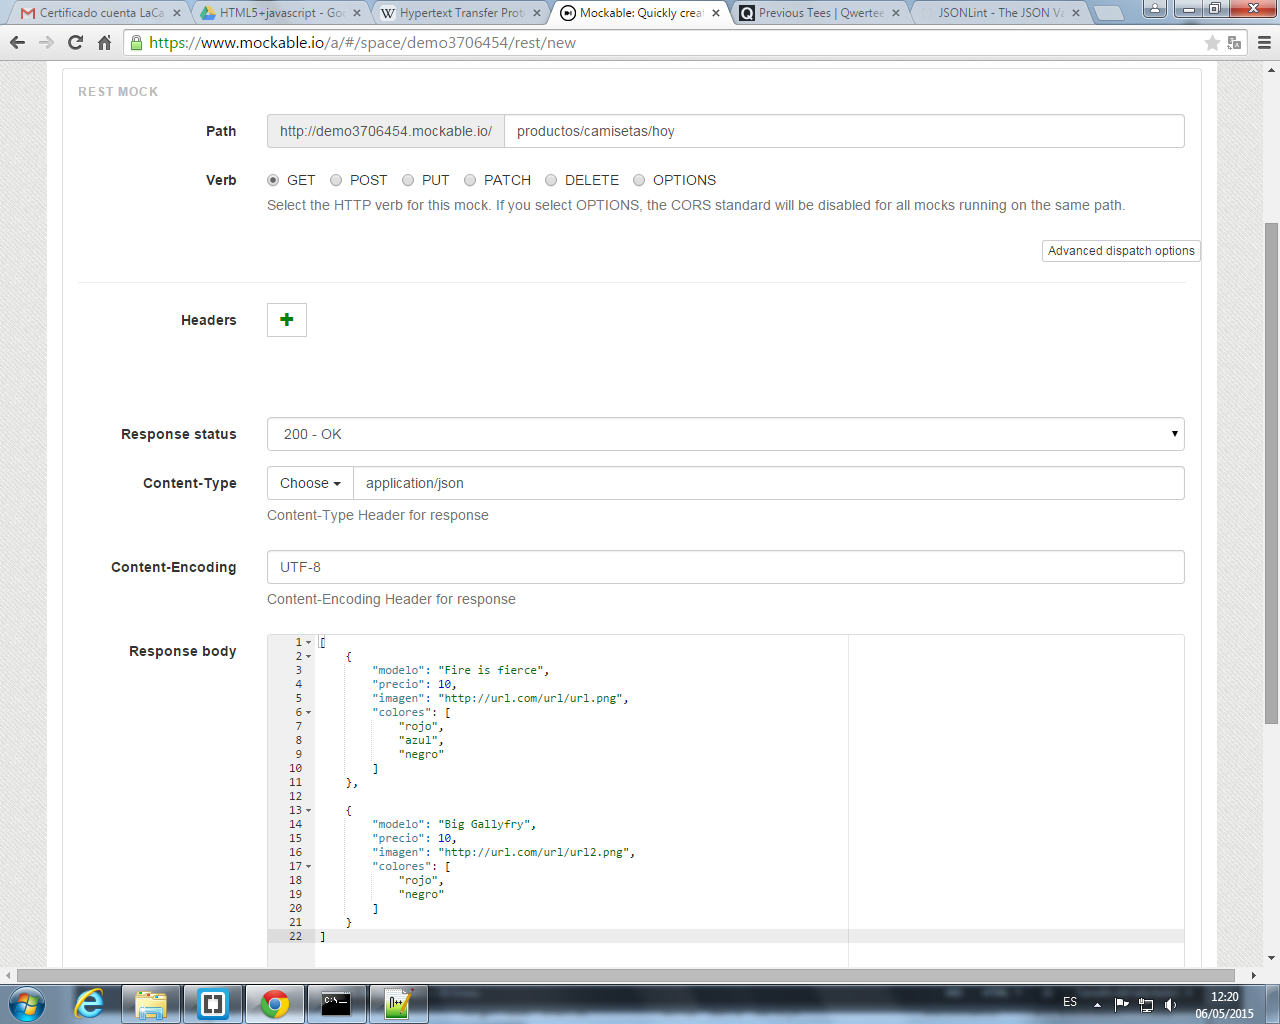 Certificado cuenta LaCa
HTML5+javascript - Goo
Hypertext Transfer Prot
Mockable: Quickly creat
Previous Tees | Qwertee
JSONLint - The JSON Va
https://www.mockable.io/a/#/space/demo3706454/rest/new
REST MOCK
Path http://demo3706454.mockable.io/ productos/camisetas/hoy
Verb GET POST PUT PATCH DELETE OPTIONS
Select the HTTP verb for this mock. If you select OPTIONS, the CORS standard will be disabled for all mocks running on the same path.
Advanced dispatch options
Headers
Response status 200 - OK
Content-Type Choose application/json
Content-Type Header for response
Content-Encoding UTF-8
Content-Encoding Header for response
Response body
1 [
2 {
3 "modelo": "Fire is fierce",
4 "precio": 10,
5 "imagen": "http://url.com/url/url.png",
6 "colores": [
7 "rojo",
8 "azul",
9 "negro"
10 ]
11 },
12
13 {
14 "modelo": "Big Gallyfry",
15 "precio": 10,
16 "imagen": "http://url.com/url/url2.png",
17 "colores": [
18 "rojo",
19 "negro"
20 ]
21 }
22 ]
ES
12:20
06/05/2015